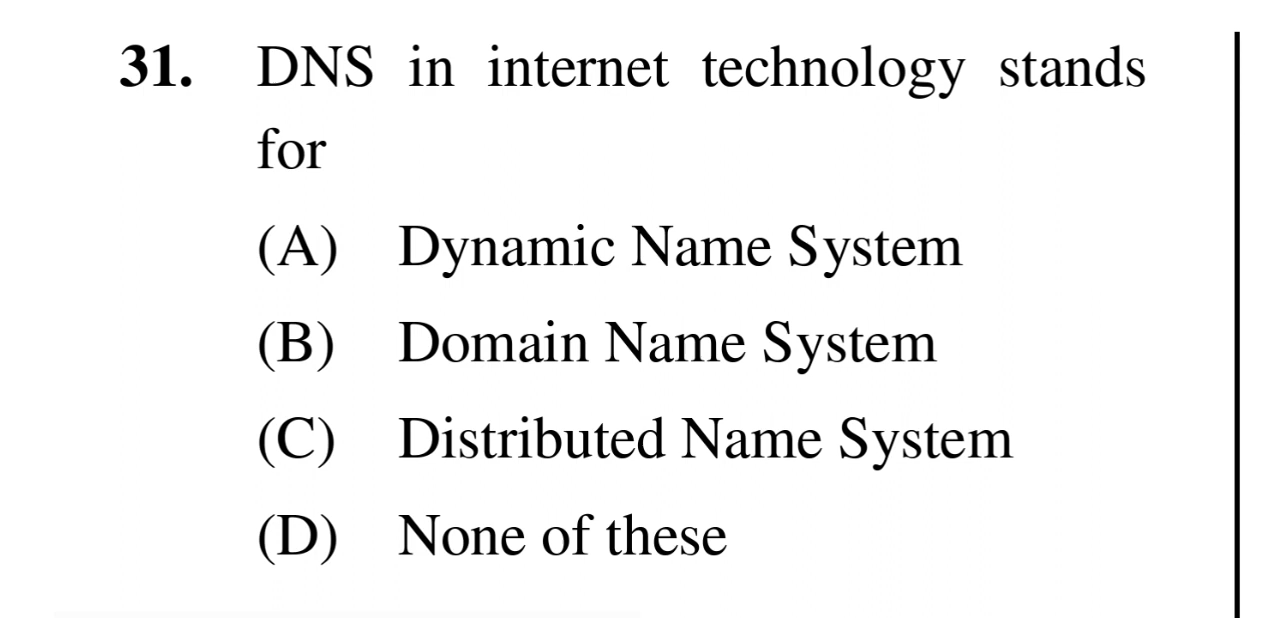 31. DNS in internet technology stands
for
(A) Dynamic Name System
(B) Domain Name System
(C) Distributed Name System
(D) None of these